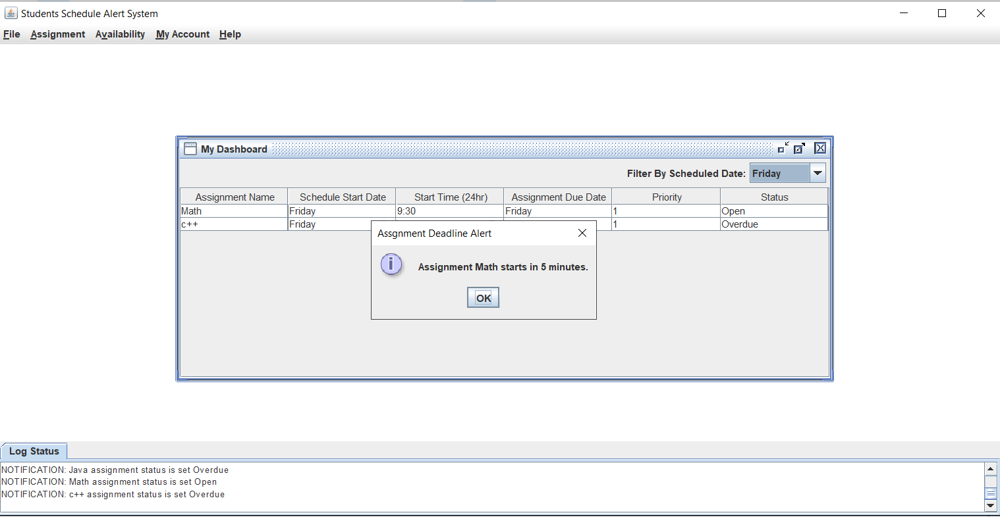 Students Schedule Alert System
File Assignment Availability My Account Help
My Dashboard
Filter By Scheduled Date: Friday
Assignment Name Schedule Start Date Start Time (24hr) Assignment Due Date Priority Status
Math Friday 9:30 Friday 1 Open
c++ Friday 1 Overdue
Assgnment Deadline Alert
i
Assignment Math starts in 5 minutes.
OK
Log Status
NOTIFICATION: Java assignment status is set Overdue
NOTIFICATION: Math assignment status is set Open
NOTIFICATION: c++ assignment status is set Overdue